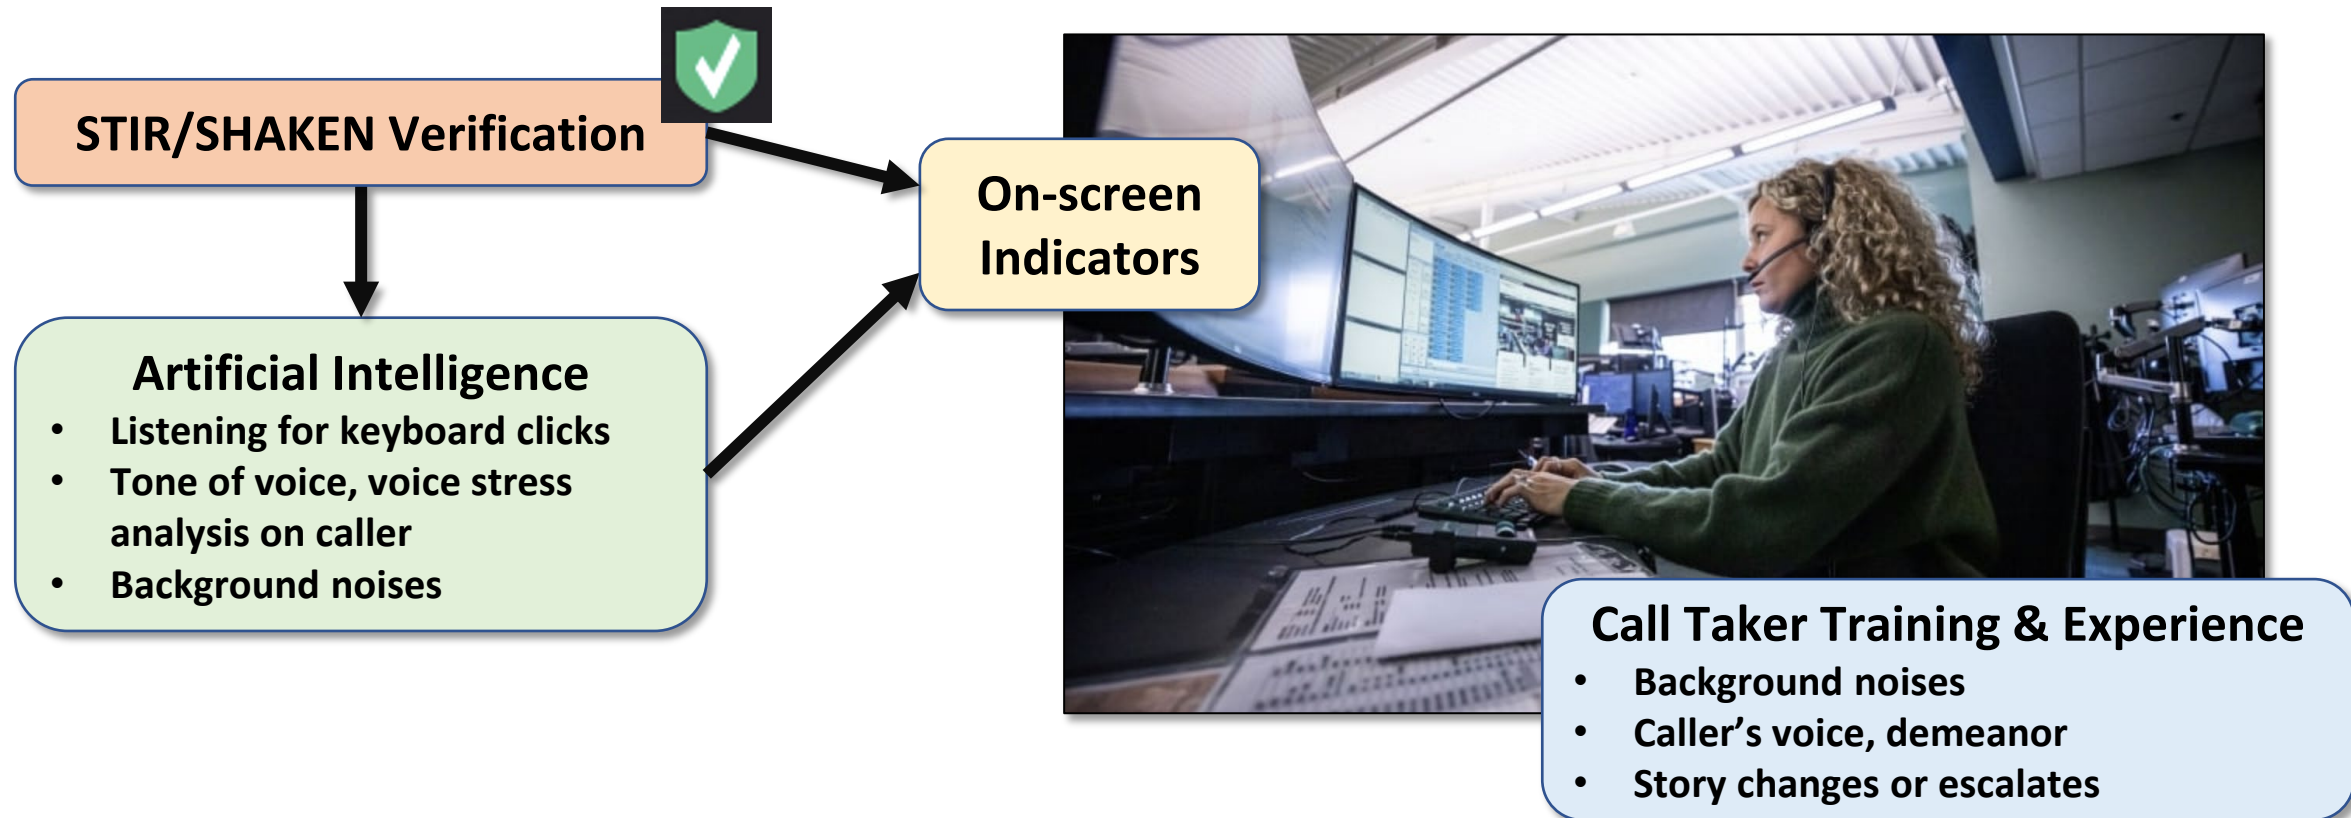 STIR/SHAKEN Verification
On-screen
Indicators
Artificial Intelligence
• Listening for keyboard clicks
• Tone of voice, voice stress
analysis on caller
• Background noises
Call Taker Training & Experience
• Background noises
• Caller’s voice, demeanor
• Story changes or escalates